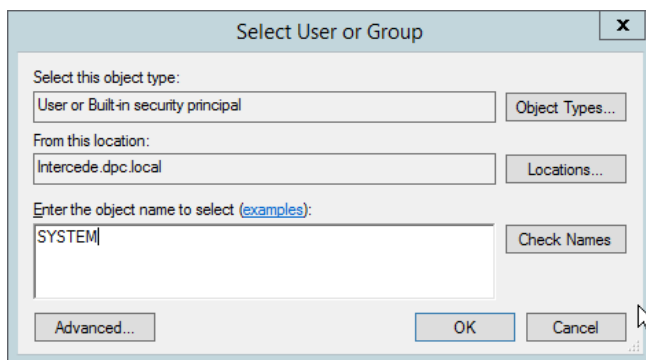 Select User or Group
x
Select this object type:
User or Built-in security principal
Object Types...
From this location:
Intercede.dpc.local
Locations...
Enter the object name to select (examples):
SYSTEM
Check Names
Advanced...
OK
Cancel